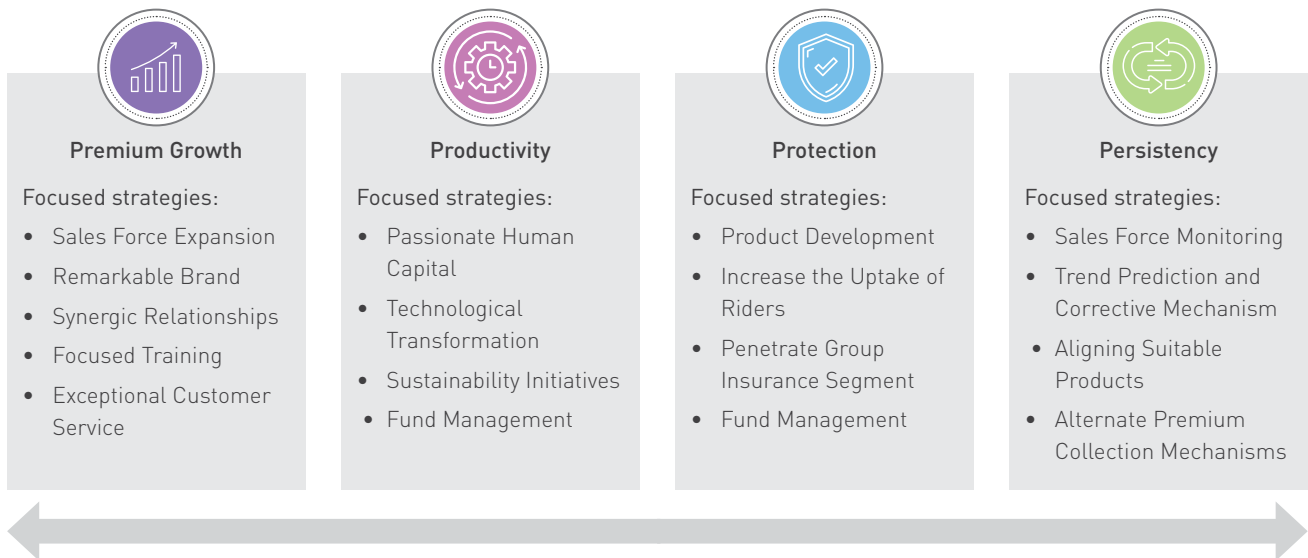 Premium Growth
Focused strategies:
• Sales Force Expansion
• Remarkable Brand
• Synergic Relationships
• Focused Training
• Exceptional Customer
Service
Productivity
Focused strategies:
• Passionate Human
Capital
• Technological
Transformation
• Sustainability Initiatives
• Fund Management
Protection
Focused strategies:
• Product Development
• Increase the Uptake of
Riders
• Penetrate Group
Insurance Segment
• Fund Management
Persistency
Focused strategies:
• Sales Force Monitoring
• Trend Prediction and
Corrective Mechanism
• Aligning Suitable
Products
• Alternate Premium
Collection Mechanisms